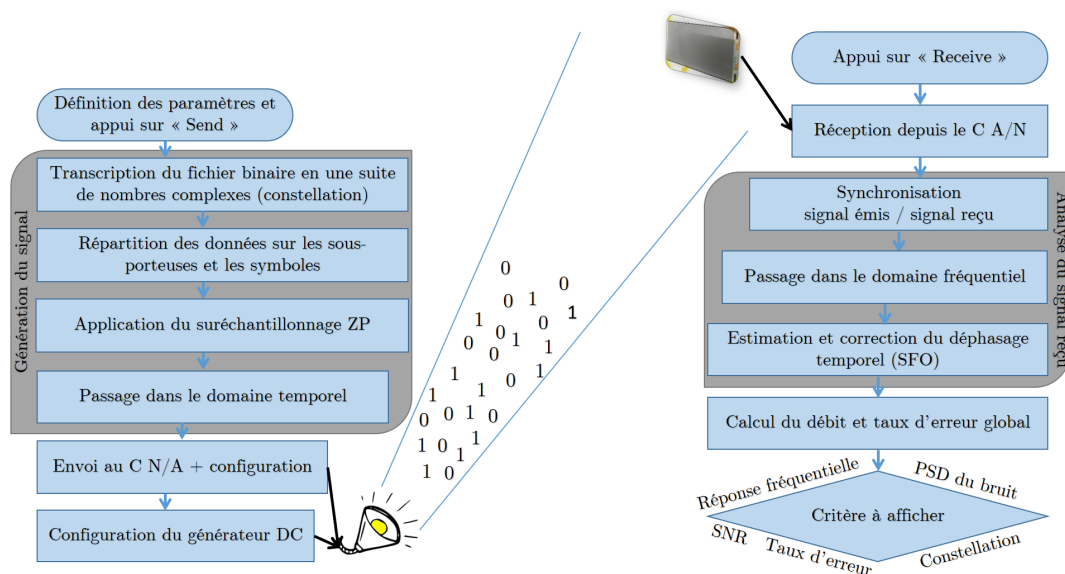 Définition des paramètres et
appui sur « Send »
Génération du signal
Transcription du fichier binaire en une suite
de nombres complexes (constellation)
Répartition des données sur les sous-
porteuses et les symboles
Application du suréchantillonnage ZP
Passage dans le domaine temporel
Envoi au C N/A + configuration
Configuration du générateur DC
0
1 0
0 1
1 1 0
0 0 1 1
1 0 1
0 0 1 0
1 0 1
1 0
Appui sur « Receive »
Réception depuis le C A/N
Analyse du signal reçu
Synchronisation
signal émis / signal reçu
Passage dans le domaine fréquentiel
Estimation et correction du déphasage
temporel (SFO)
Calcul du débit et taux d'erreur global
Réponse fréquentielle
PSD du bruit
Critère à afficher
SNR
Taux d'erreur
Constellation